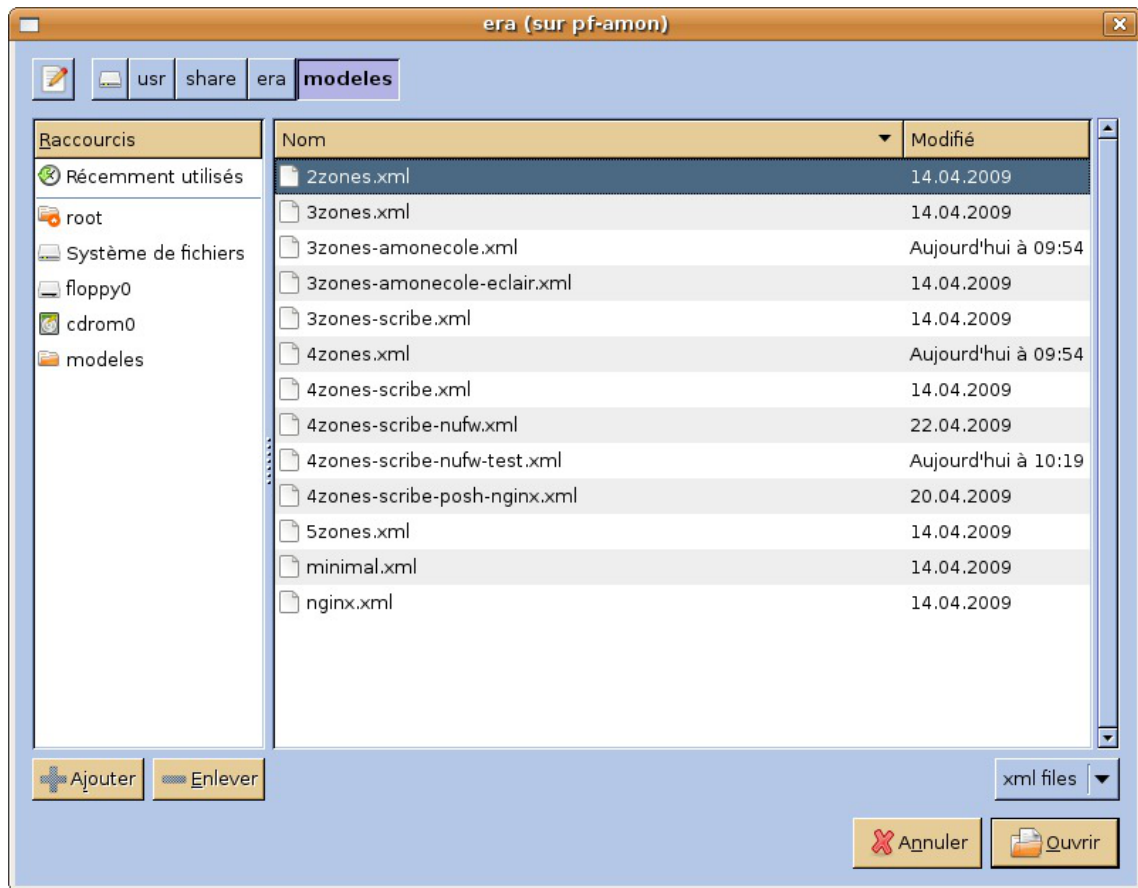 era (sur pf-amon)
usr share era modeles
Raccourcis
Récemment utilisés
root
Système de fichiers
floppy0
cdrom0
modeles
Nom Modifié
2zones.xml 14.04.2009
3zones.xml 14.04.2009
3zones-amonecole.xml Aujourd'hui à 09:54
3zones-amonecole-eclair.xml 14.04.2009
3zones-scribe.xml 14.04.2009
4zones.xml Aujourd'hui à 09:54
4zones-scribe.xml 14.04.2009
4zones-scribe-nufw.xml 22.04.2009
4zones-scribe-nufw-test.xml Aujourd'hui à 10:19
4zones-scribe-posh-nginx.xml 20.04.2009
5zones.xml 14.04.2009
minimal.xml 14.04.2009
nginx.xml 14.04.2009
Ajouter Enlever xml files
Annuler Ouvrir